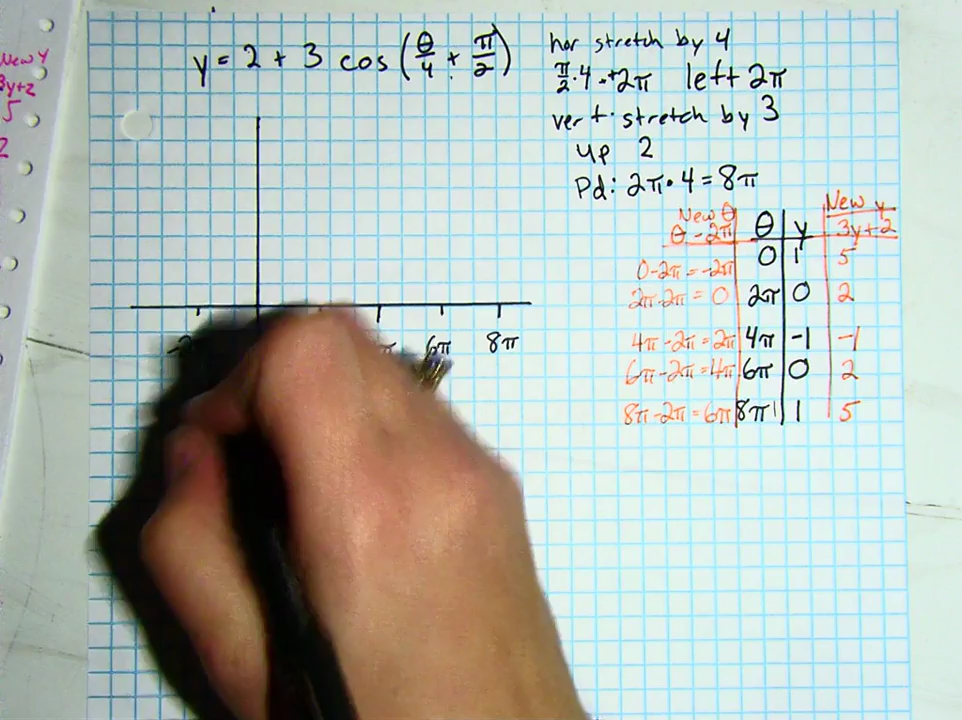 y = 2 + 3 cos (θ/4 + π/2)
hor stretch by 4
π/2 · 4 = +2π left 2π
vert. stretch by 3
up 2
Pd: 2π · 4 = 8π
New θ New y
θ - 2π θ y 3y+2
0-2π = -2π 0 1 5
2π-2π = 0 2π 0 2
4π-2π = 2π 4π -1 -1
6π-2π = 4π 6π 0 2
8π-2π = 6π 8π 1 5
6π 8π
New y
3y+2
5
2